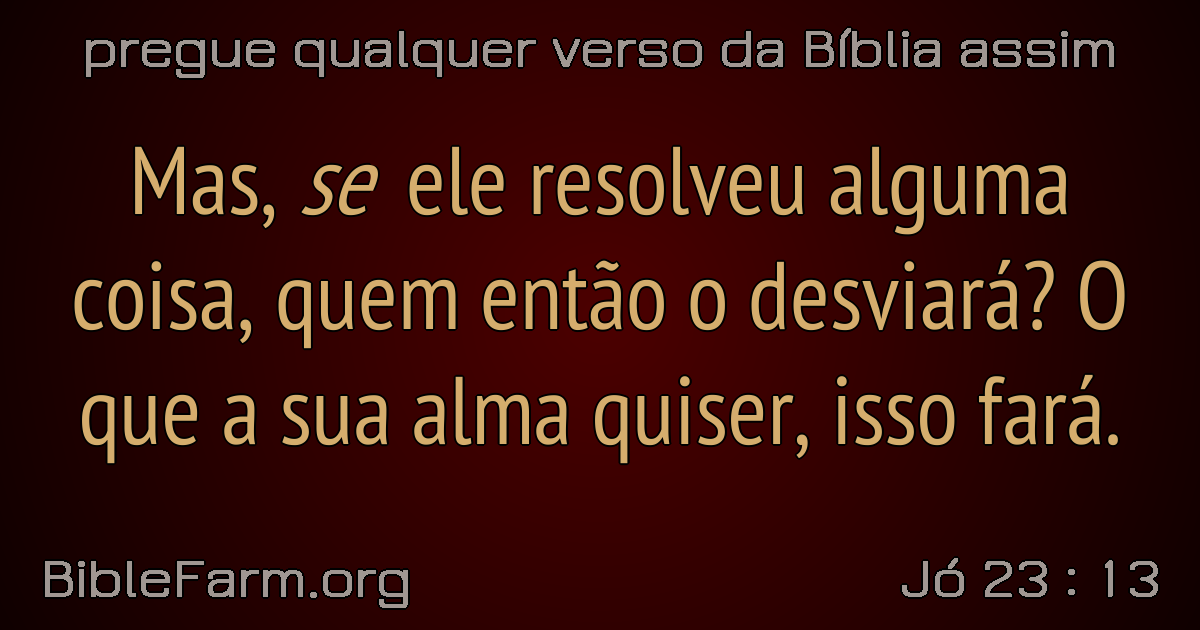 pregue qualquer verso da Bíblia assim
Mas, se ele resolveu alguma
coisa, quem então o desviará? O
que a sua alma quiser, isso fará.
BibleFarm.org
Jó 23 : 13